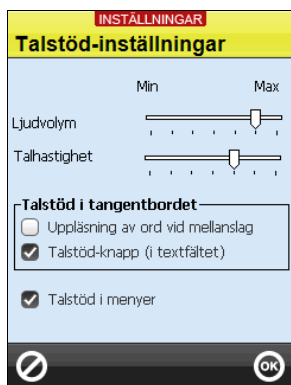 INSTÄLLNINGAR
Talstöd-inställningar
Min Max
Ljudvolym
Talhastighet
Talstöd i tangentbordet
Uppläsning av ord vid mellanslag
Talstöd-knapp (i textfältet)
Talstöd i menyer
OK